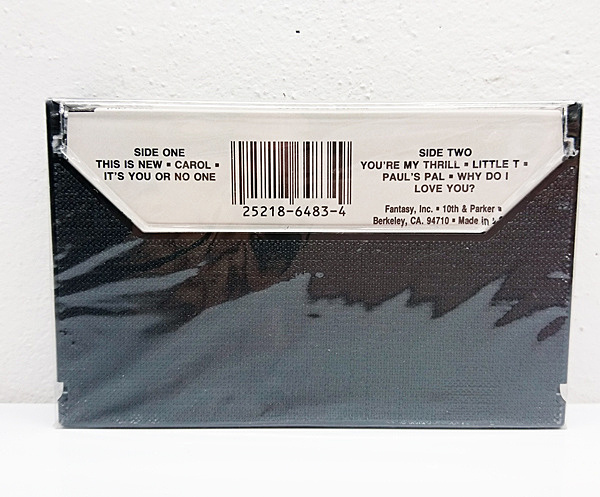 SIDE ONE
THIS IS NEW ▪ CAROL ▪
IT'S YOU OR NO ONE
25218-6483-4
SIDE TWO
YOU'RE MY THRILL ▪ LITTLE T ▪
PAUL'S PAL ▪ WHY DO I
LOVE YOU?
Fantasy, Inc. ▪ 10th & Parker ▪
Berkeley, CA. 94710 ▪ Made in